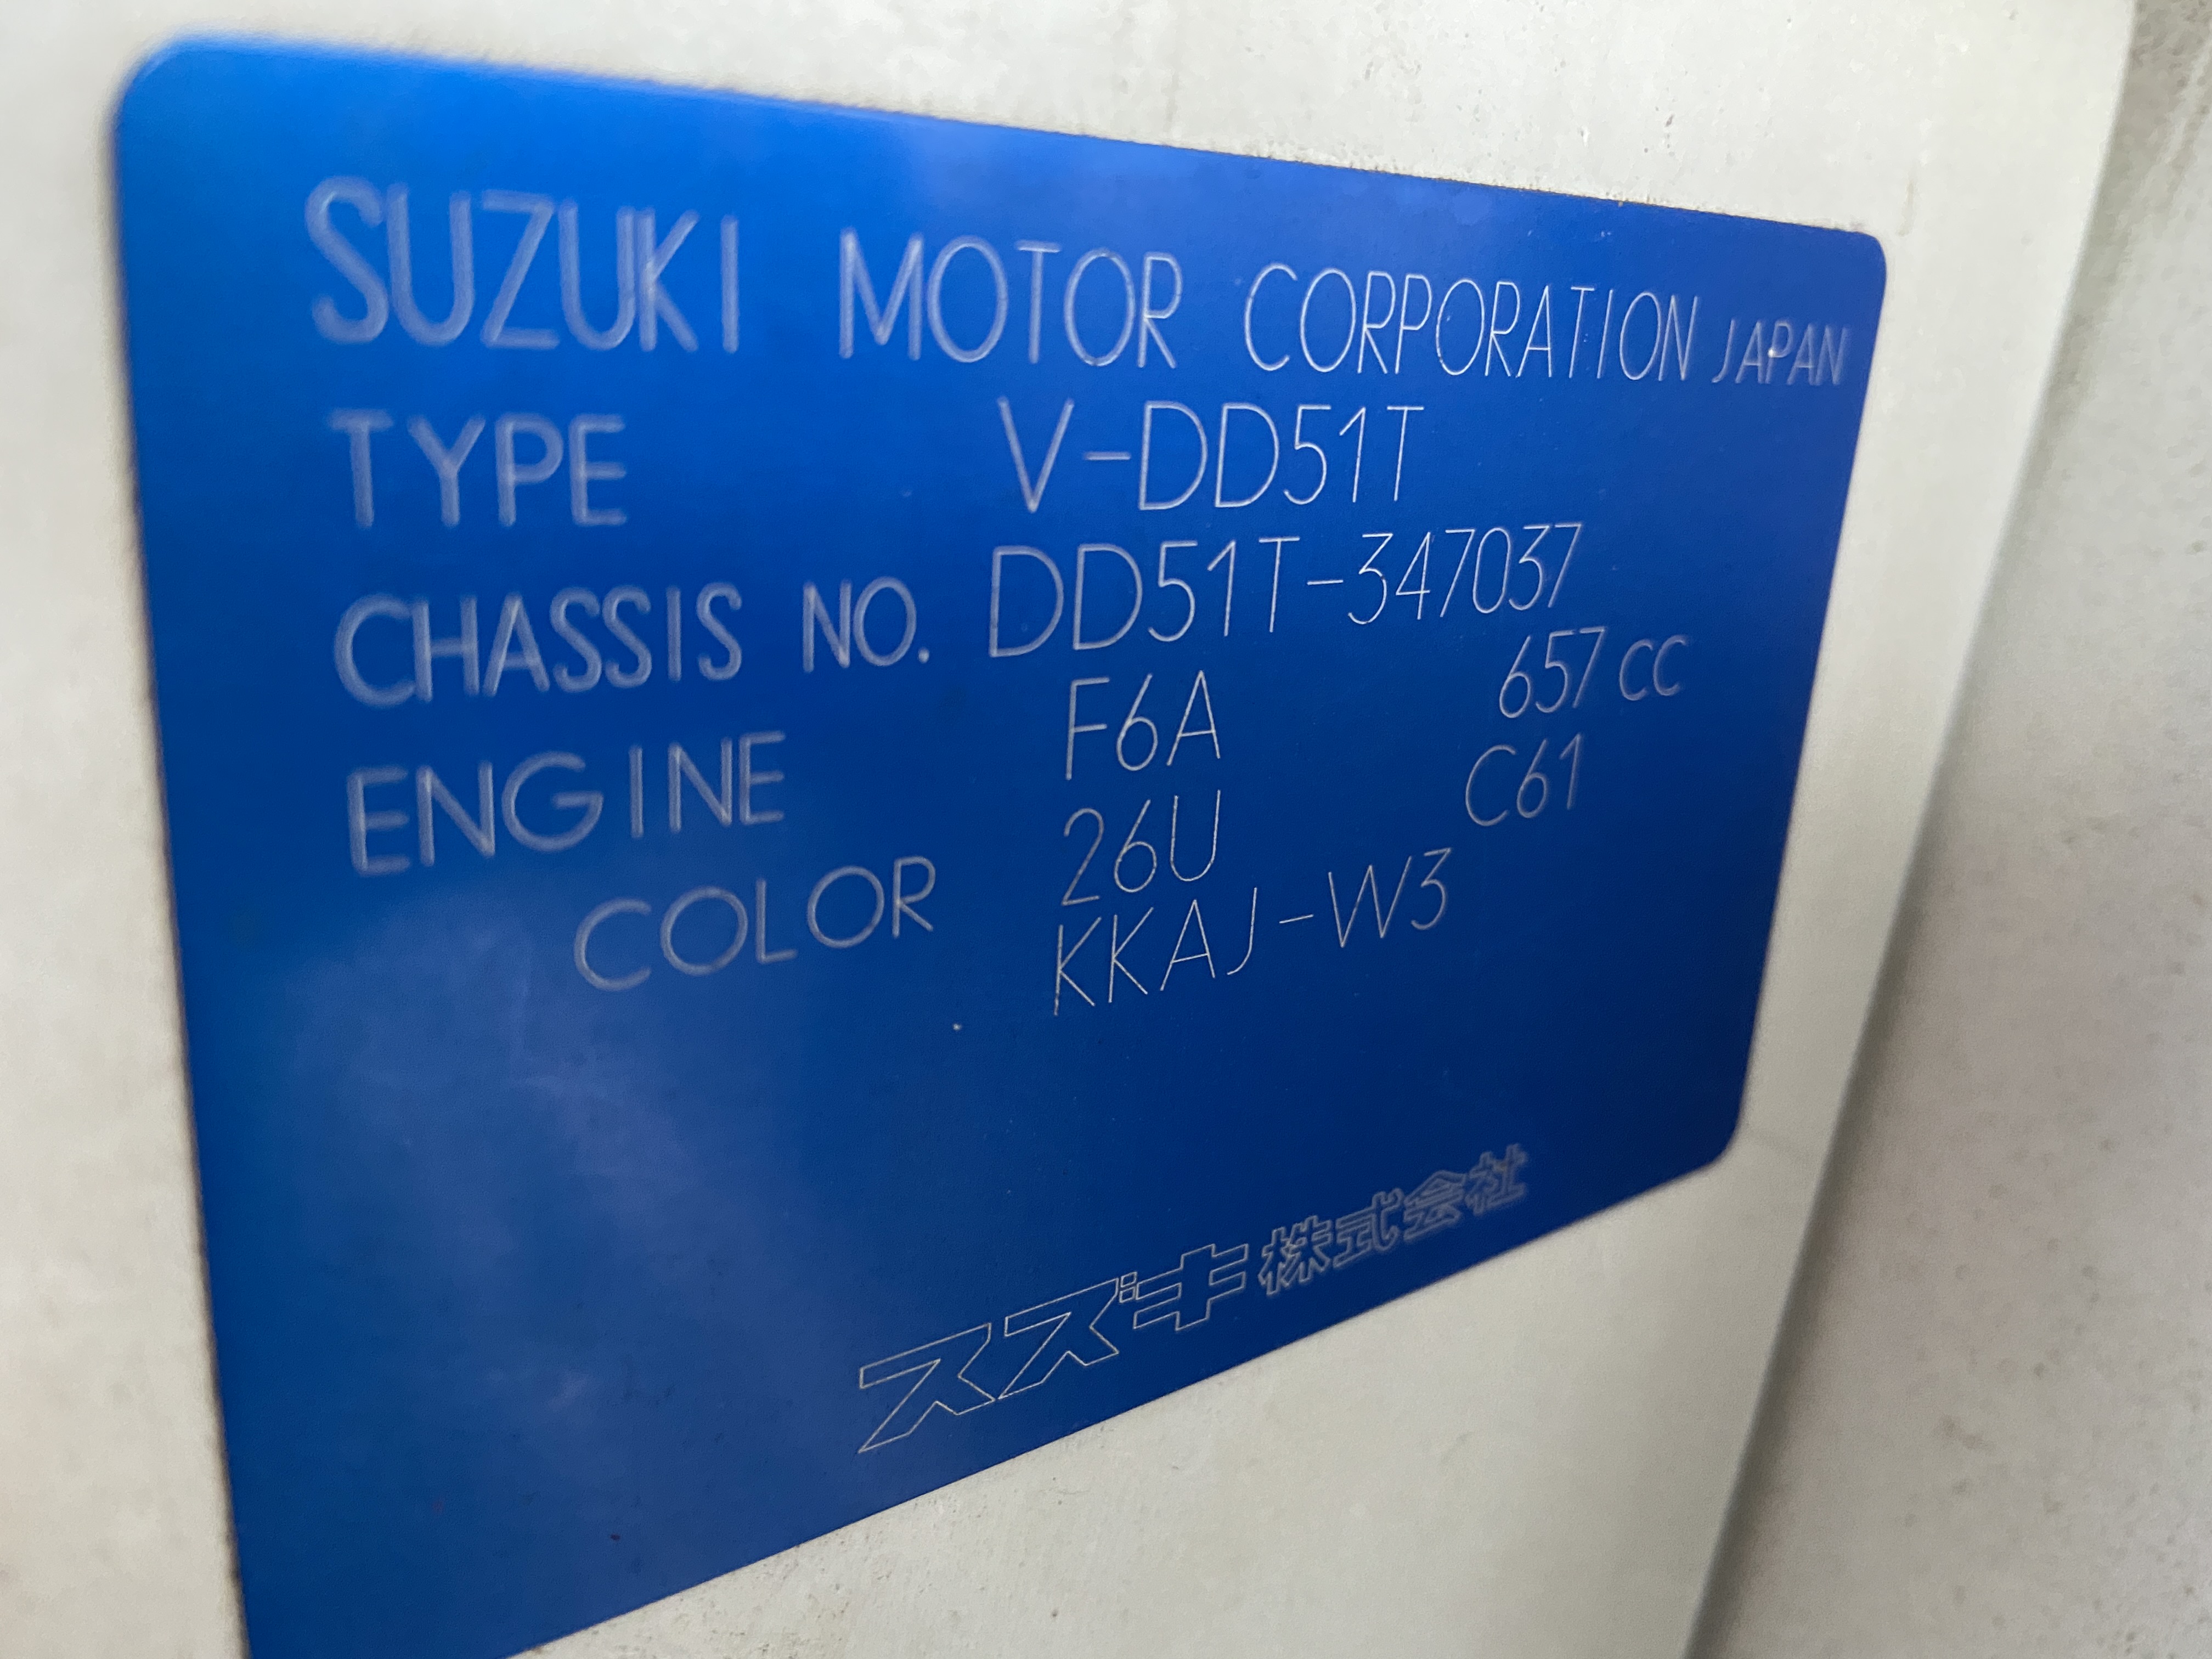 SUZUKI MOTOR CORPORATION JAPAN
TYPE V-DD51T
CHASSIS NO. DD51T-347037
ENGINE F6A 657 CC
COLOR 26U C61
KKAJ-W3
スズキ株式会社